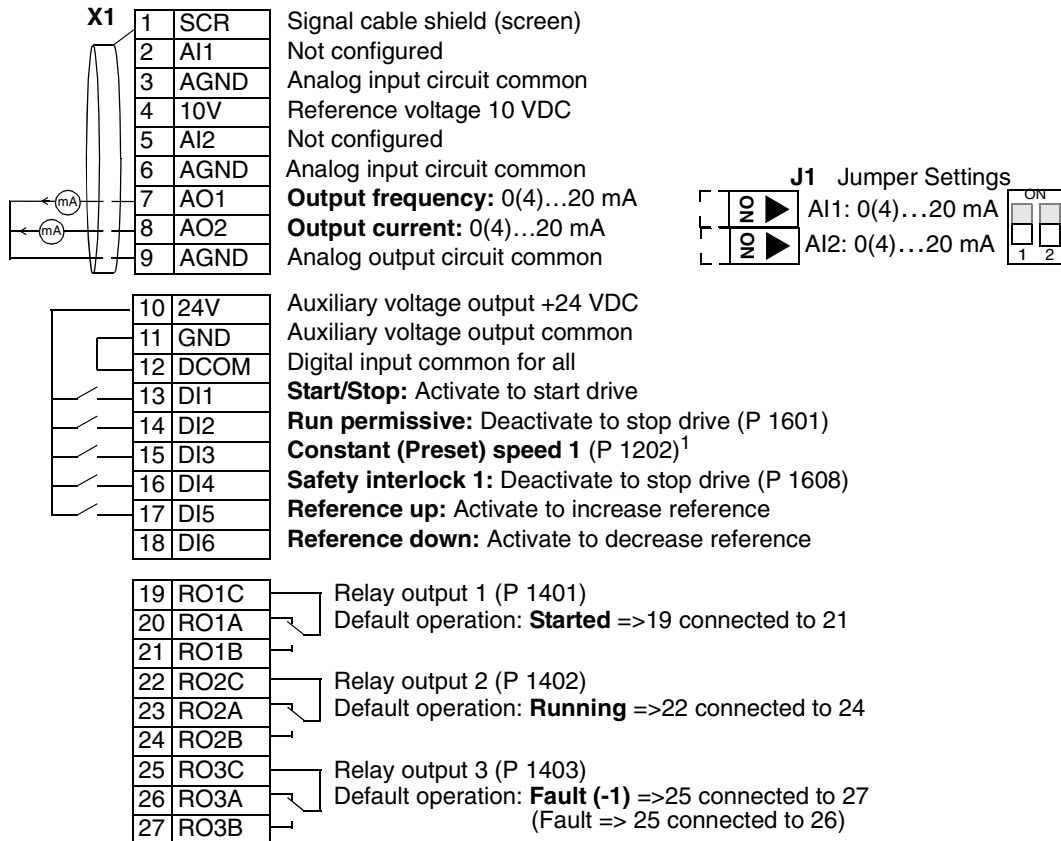 X1
1 SCR Signal cable shield (screen)
2 AI1 Not configured
3 AGND Analog input circuit common
4 10V Reference voltage 10 VDC
5 AI2 Not configured
6 AGND Analog input circuit common
7 AO1 Output frequency: 0(4)…20 mA
8 AO2 Output current: 0(4)…20 mA
9 AGND Analog output circuit common
mA
mA
J1 Jumper Settings
ON AI1: 0(4)…20 mA
ON AI2: 0(4)…20 mA
ON
1 2
10 24V Auxiliary voltage output +24 VDC
11 GND Auxiliary voltage output common
12 DCOM Digital input common for all
13 DI1 Start/Stop: Activate to start drive
14 DI2 Run permissive: Deactivate to stop drive (P 1601)
15 DI3 Constant (Preset) speed 1 (P 1202)1
16 DI4 Safety interlock 1: Deactivate to stop drive (P 1608)
17 DI5 Reference up: Activate to increase reference
18 DI6 Reference down: Activate to decrease reference
19 RO1C Relay output 1 (P 1401)
20 RO1A Default operation: Started =>19 connected to 21
21 RO1B
22 RO2C Relay output 2 (P 1402)
23 RO2A Default operation: Running =>22 connected to 24
24 RO2B
25 RO3C Relay output 3 (P 1403)
26 RO3A Default operation: Fault (-1) =>25 connected to 27
27 RO3B (Fault => 25 connected to 26)